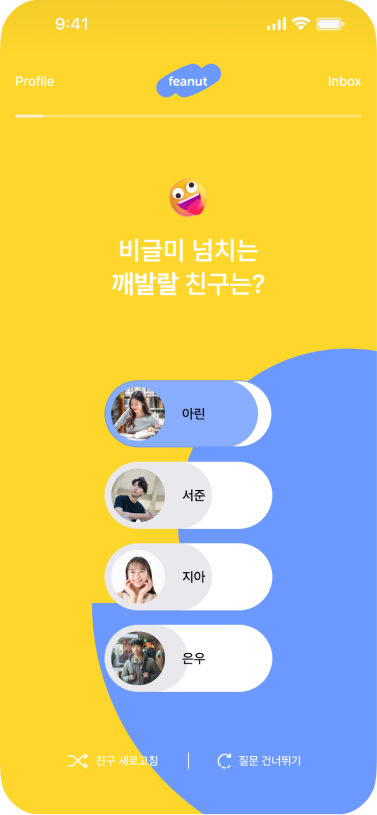 9:41
Profile
feanut
Inbox
비글미 넘치는
깨발랄 친구는?
아린
서준
지아
은우
친구 새로고침
질문 건너뛰기